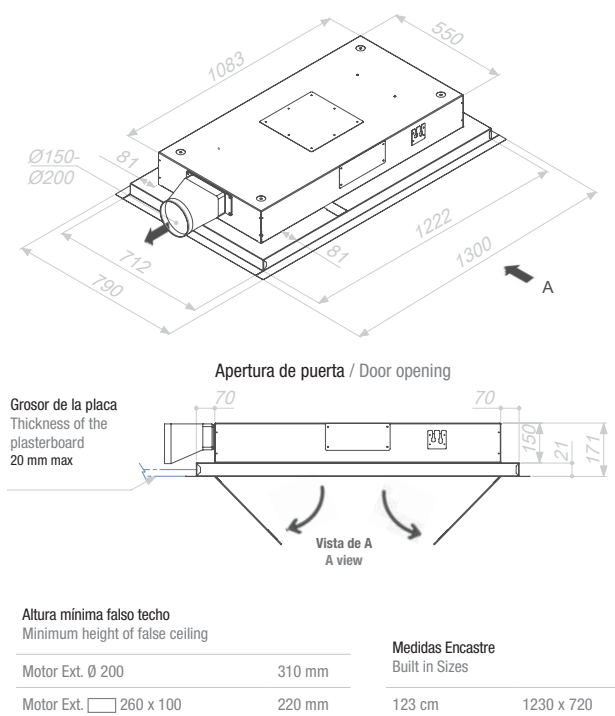 1083
550
Ø150-
Ø200
81
81
712
790
1222
1300
A
Apertura de puerta / Door opening
Grosor de la placa
Thickness of the
plasterboard
20 mm max
70
70
150
21
171
Vista de A
A view
Altura mínima falso techo
Minimum height of false ceiling
Motor Ext. Ø 200 310 mm
Motor Ext. 260 x 100 220 mm
Medidas Encastre
Built in Sizes
123 cm 1230 x 720